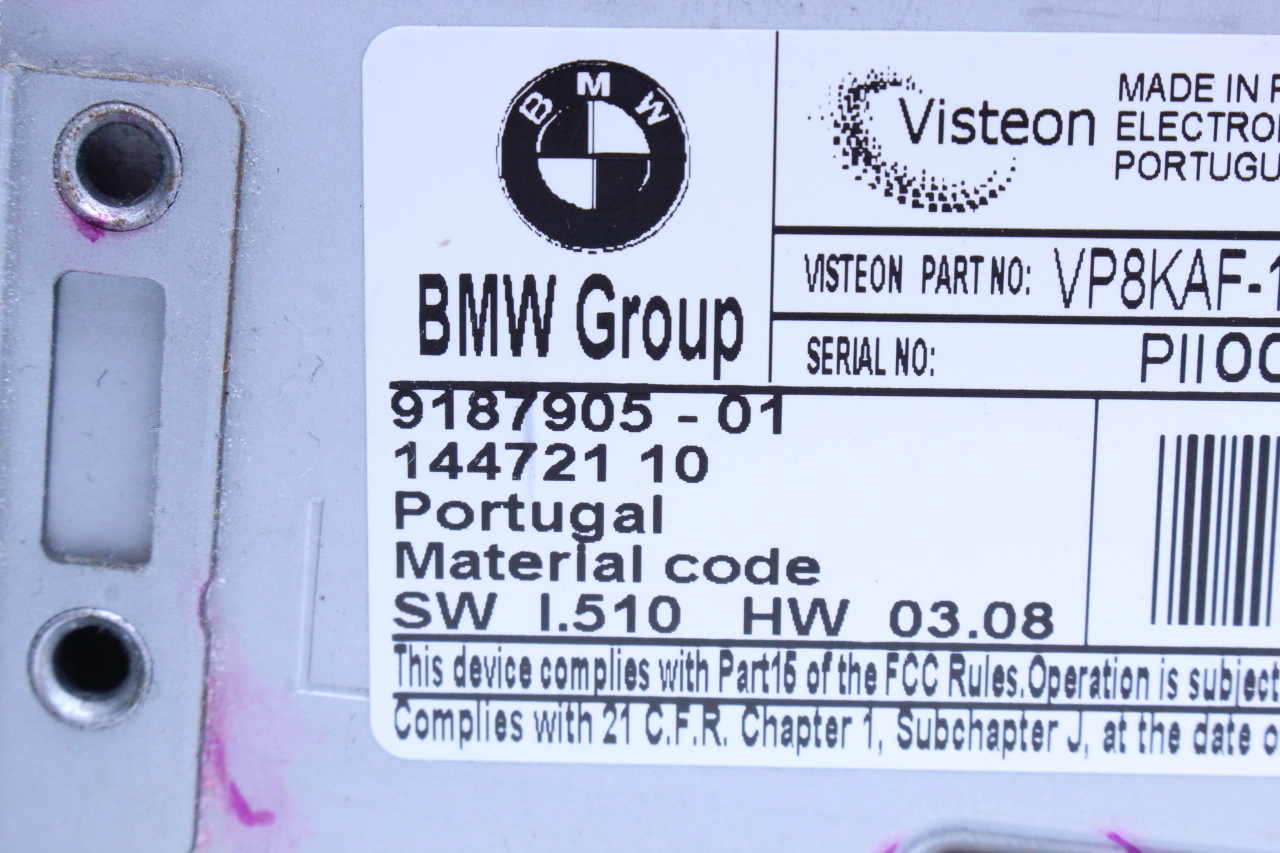 B M W
BMW Group
Visteon
MADE IN
ELECTRO
PORTUGU
VISTEON PART NO: VP8KAF-1
SERIAL NO: PII00
9187905 - 01
144721 10
Portugal
Material code
SW I.510 HW 03.08
This device complies with Part15 of the FCC Rules.Operation is subject
Complies with 21 C.F.R. Chapter 1, Subchapter J, at the date